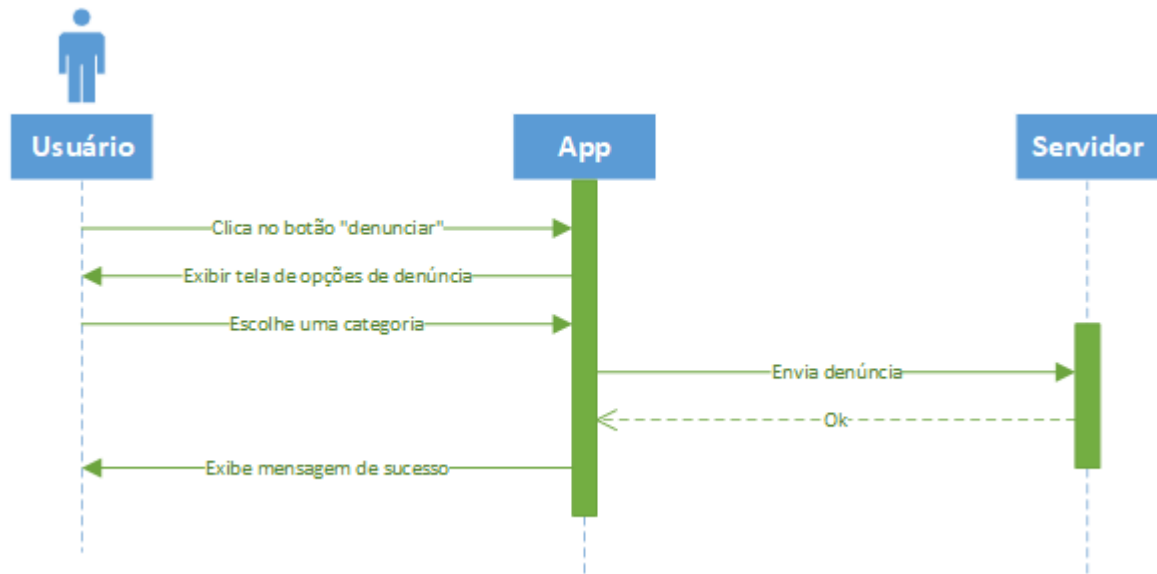 Usuário
App
Servidor
Clica no botão "denunciar"
Exibir tela de opções de denúncia
Escolhe uma categoria
Envia denúncia
Ok
Exibe mensagem de sucesso